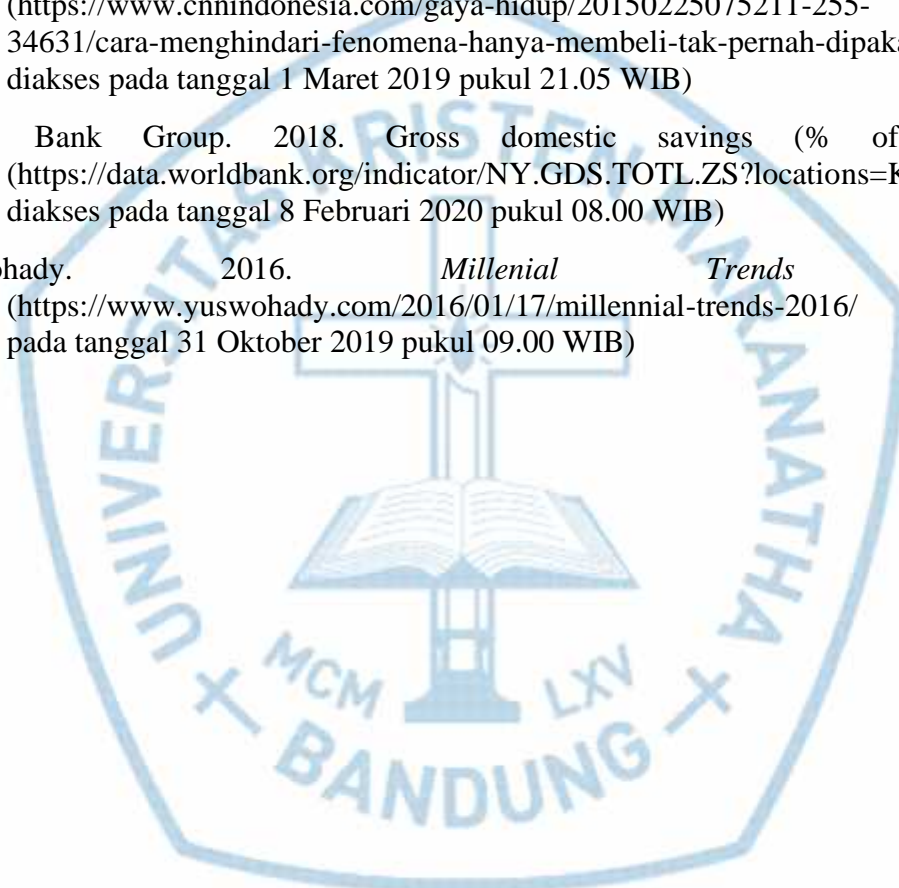 (https://www.cnnindonesia.com/gaya-hidup/20150225075211-255-
34631/cara-menghindari-fenomena-hanya-membeli-tak-pernah-dipaka
diakses pada tanggal 1 Maret 2019 pukul 21.05 WIB)
Bank Group. 2018. Gross domestic savings (% of
(https://data.worldbank.org/indicator/NY.GDS.TOTL.ZS?locations=K
diakses pada tanggal 8 Februari 2020 pukul 08.00 WIB)
hady. 2016. Millenial Trends
(https://www.yuswohady.com/2016/01/17/millennial-trends-2016/
pada tanggal 31 Oktober 2019 pukul 09.00 WIB)
UNIVERSITAS KRISTEN MARANATHA
MCM LXV
BANDUNG